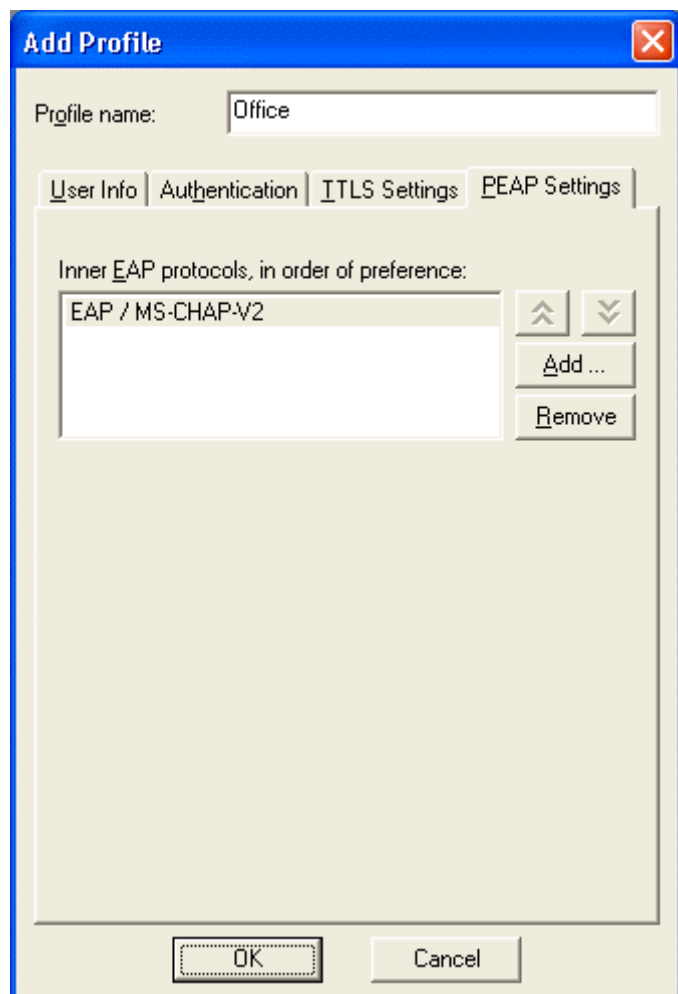 Add Profile
Profile name: Office
User Info Authentication TTLS Settings PEAP Settings
Inner EAP protocols, in order of preference:
EAP / MS-CHAP-V2
Add ...
Remove
OK Cancel